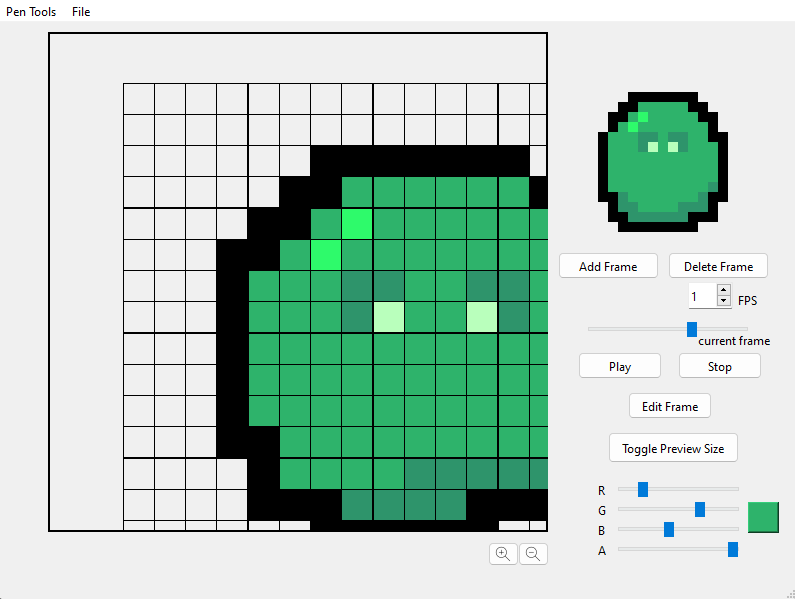 Pen Tools File
Add Frame Delete Frame
1 FPS
current frame
Play Stop
Edit Frame
Toggle Preview Size
R
G
B
A